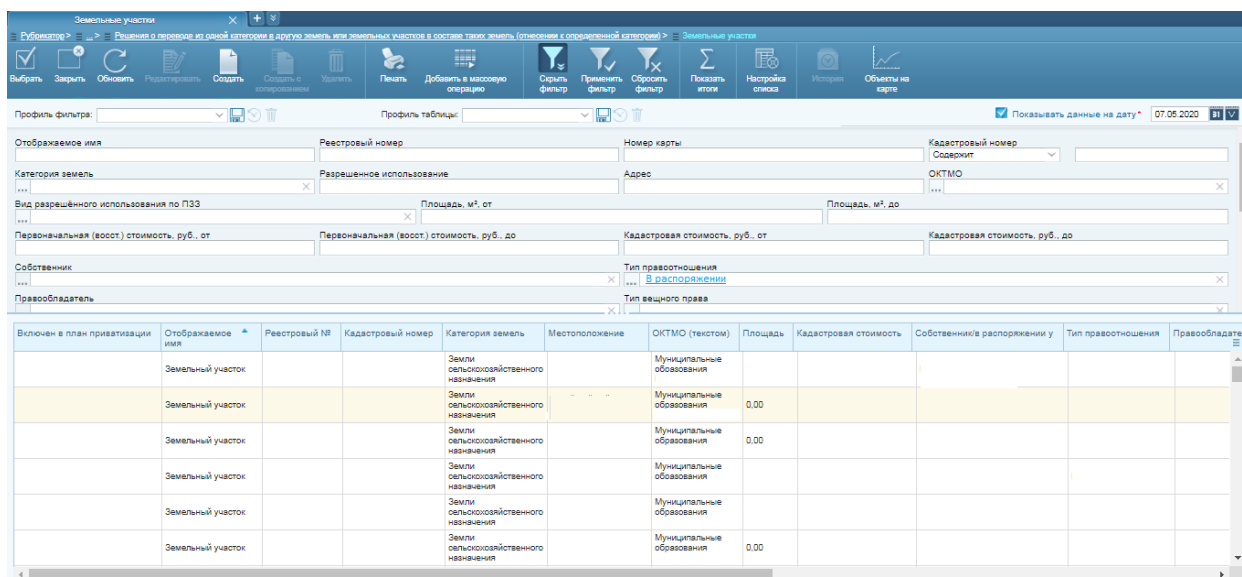 Земельные участки
Рубрикатор > ... > Решения о переводе из одной категории в другую земель или земельных участков в составе таких земель (отнесении к определенной категории) > Земельные участки
Выбрать Закрыть Обновить Редактировать Создать Создать с копированием Удалить Печать Добавить в массовую операцию Скрыть фильтр Применить фильтр Сбросить фильтр Показать итоги Настройка списка История Объекты на карте
Профиль фильтра: Профиль таблицы: Показывать данные на дату* 07.05.2020
Отображаемое имя Реестровый номер Номер карты Кадастровый номер
Содержит
Категория земель Разрешенное использование Адрес ОКТМО
... ...
Вид разрешённого использования по ПЗЗ Площадь, м², от Площадь, м², до
...
Первоначальная (восст.) стоимость, руб., от Первоначальная (восст.) стоимость, руб., до Кадастровая стоимость, руб., от Кадастровая стоимость, руб., до
Собственник Тип правоотношения
... ... В распоряжении
Правообладатель Тип вещного права
Включен в план приватизации Отображаемое имя Реестровый № Кадастровый номер Категория земель Местоположение ОКТМО (текстом) Площадь Кадастровая стоимость Собственник/в распоряжении у Тип правоотношения Правообладате
Земельный участок Земли сельскохозяйственного назначения Муниципальные образования
Земельный участок Земли сельскохозяйственного назначения Муниципальные образования 0,00
Земельный участок Земли сельскохозяйственного назначения Муниципальные образования 0,00
Земельный участок Земли сельскохозяйственного назначения Муниципальные образования
Земельный участок Земли сельскохозяйственного назначения Муниципальные образования
Земельный участок Земли сельскохозяйственного назначения Муниципальные образования 0,00